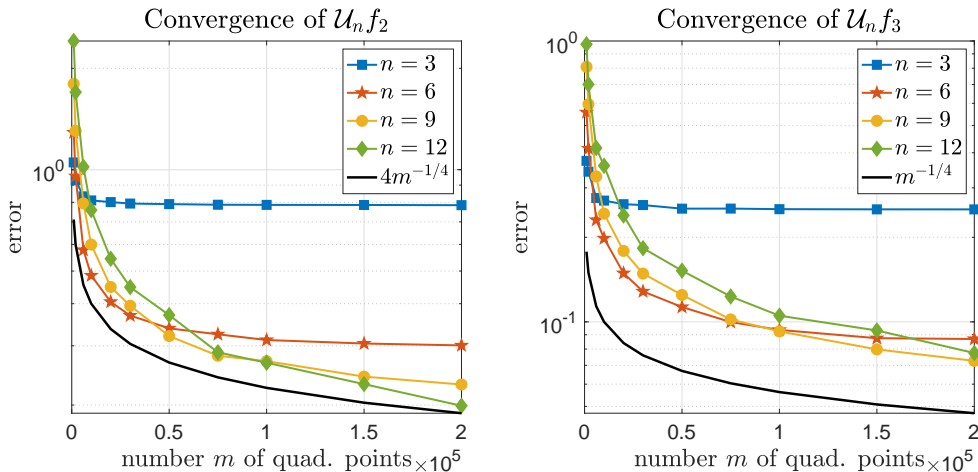 Convergence of 𝒰ₙf₂
error
10⁰
n = 3
n = 6
n = 9
n = 12
4m⁻¹/⁴
0 0.5 1 1.5 2
number m of quad. points ×10⁵
Convergence of 𝒰ₙf₃
error
10⁰
10⁻¹
n = 3
n = 6
n = 9
n = 12
m⁻¹/⁴
0 0.5 1 1.5 2
number m of quad. points ×10⁵